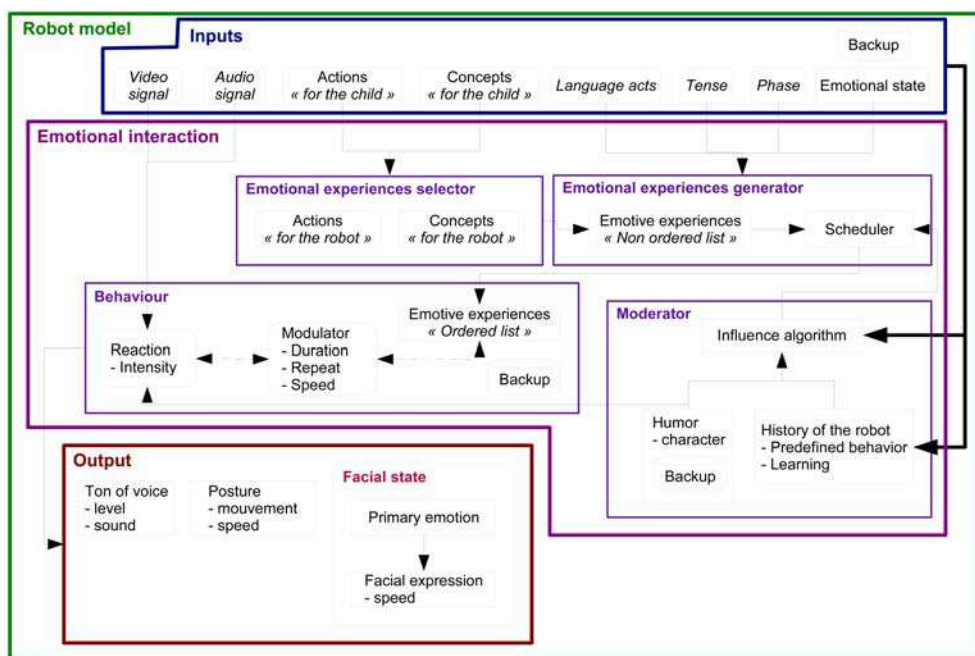 Robot model
Inputs
Backup
Video
signal
Audio
signal
Actions
« for the child »
Concepts
« for the child »
Language acts
Tense
Phase
Emotional state
Emotional interaction
Emotional experiences selector
Actions
« for the robot »
Concepts
« for the robot »
Emotional experiences generator
Emotive experiences
« Non ordered list »
Scheduler
Behaviour
Reaction
- Intensity
Modulator
- Duration
- Repeat
- Speed
Emotive experiences
« Ordered list »
Backup
Moderator
Influence algorithm
Humor
- character
Backup
History of the robot
- Predefined behavior
- Learning
Output
Ton of voice
- level
- sound
Posture
- mouvement
- speed
Facial state
Primary emotion
Facial expression
- speed